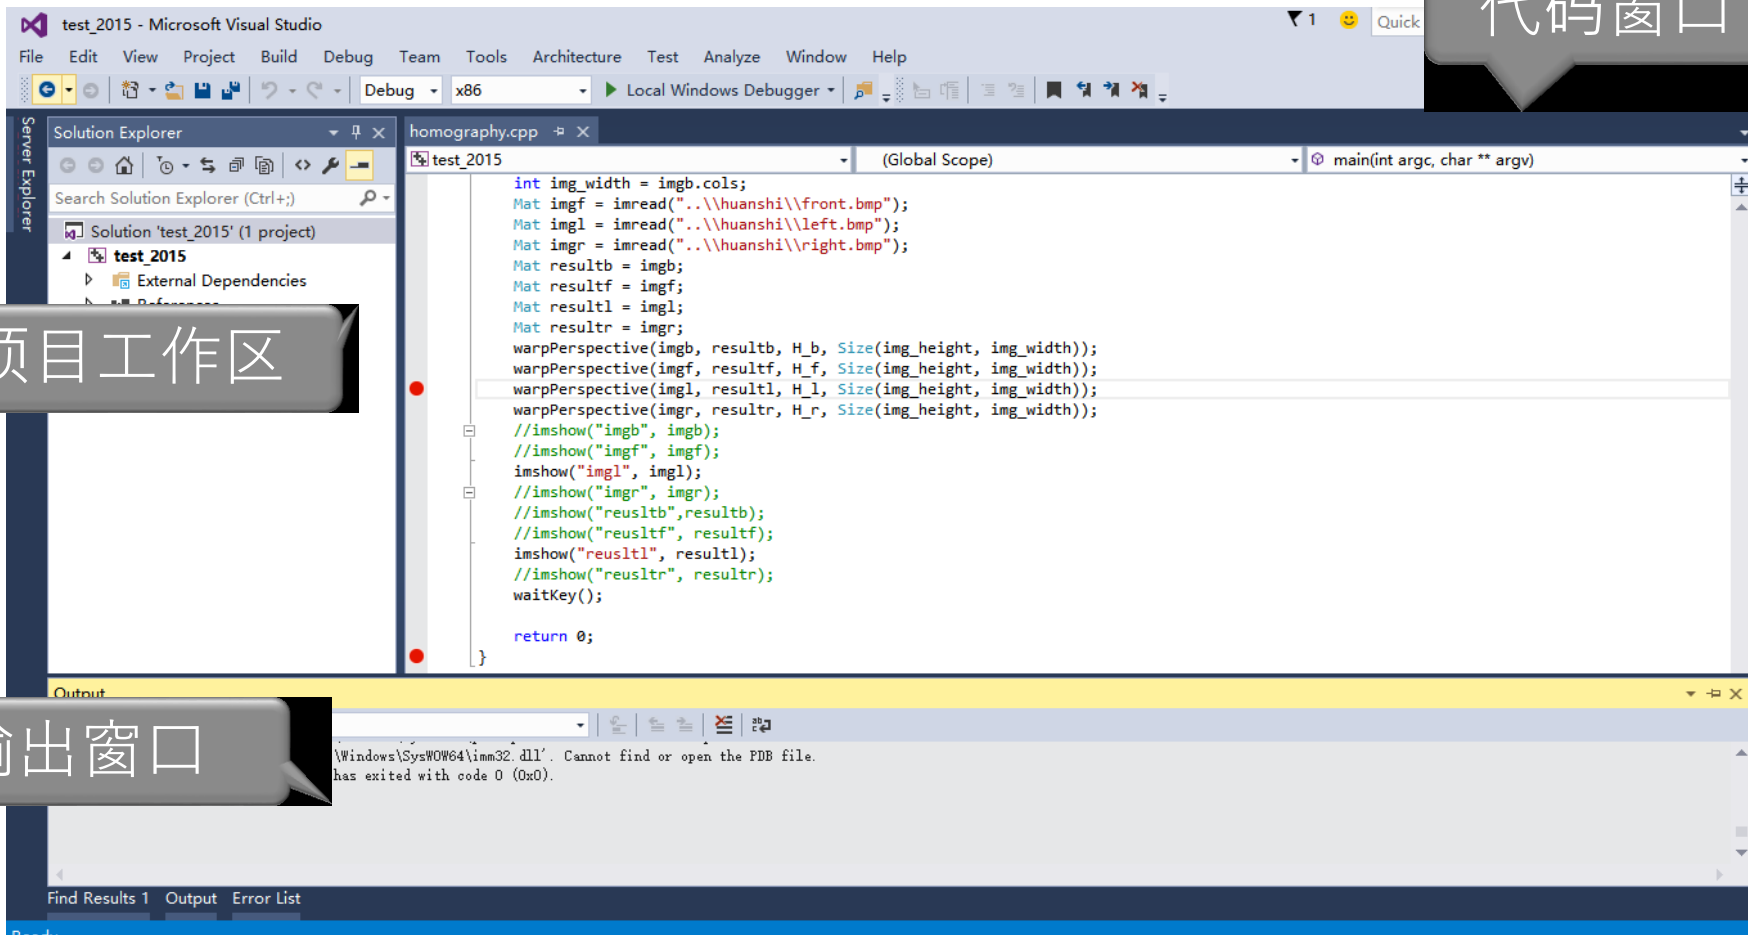 代码窗口
test_2015 - Microsoft Visual Studio
1
Quick
File Edit View Project Build Debug Team Tools Architecture Test Analyze Window Help
Debug x86 Local Windows Debugger
Server Explorer
Solution Explorer
Search Solution Explorer (Ctrl+;)
Solution 'test_2015' (1 project)
test_2015
External Dependencies
References
项目工作区
homography.cpp
test_2015 (Global Scope) main(int argc, char ** argv)
int img_width = imgb.cols;
Mat imgf = imread("..\\huanshi\\front.bmp");
Mat imgl = imread("..\\huanshi\\left.bmp");
Mat imgr = imread("..\\huanshi\\right.bmp");
Mat resultb = imgb;
Mat resultf = imgf;
Mat resultl = imgl;
Mat resultr = imgr;
warpPerspective(imgb, resultb, H_b, Size(img_height, img_width));
warpPerspective(imgf, resultf, H_f, Size(img_height, img_width));
warpPerspective(imgl, resultl, H_l, Size(img_height, img_width));
warpPerspective(imgr, resultr, H_r, Size(img_height, img_width));
//imshow("imgb", imgb);
//imshow("imgf", imgf);
imshow("imgl", imgl);
//imshow("imgr", imgr);
//imshow("reusltb",resultb);
//imshow("reusltf", resultf);
imshow("reusltl", resultl);
//imshow("reusltr", resultr);
waitKey();
return 0;
}
Output
输出窗口
\Windows\SysWOW64\imm32.dll'. Cannot find or open the PDB file.
has exited with code 0 (0x0).
Find Results 1 Output Error List
Ready